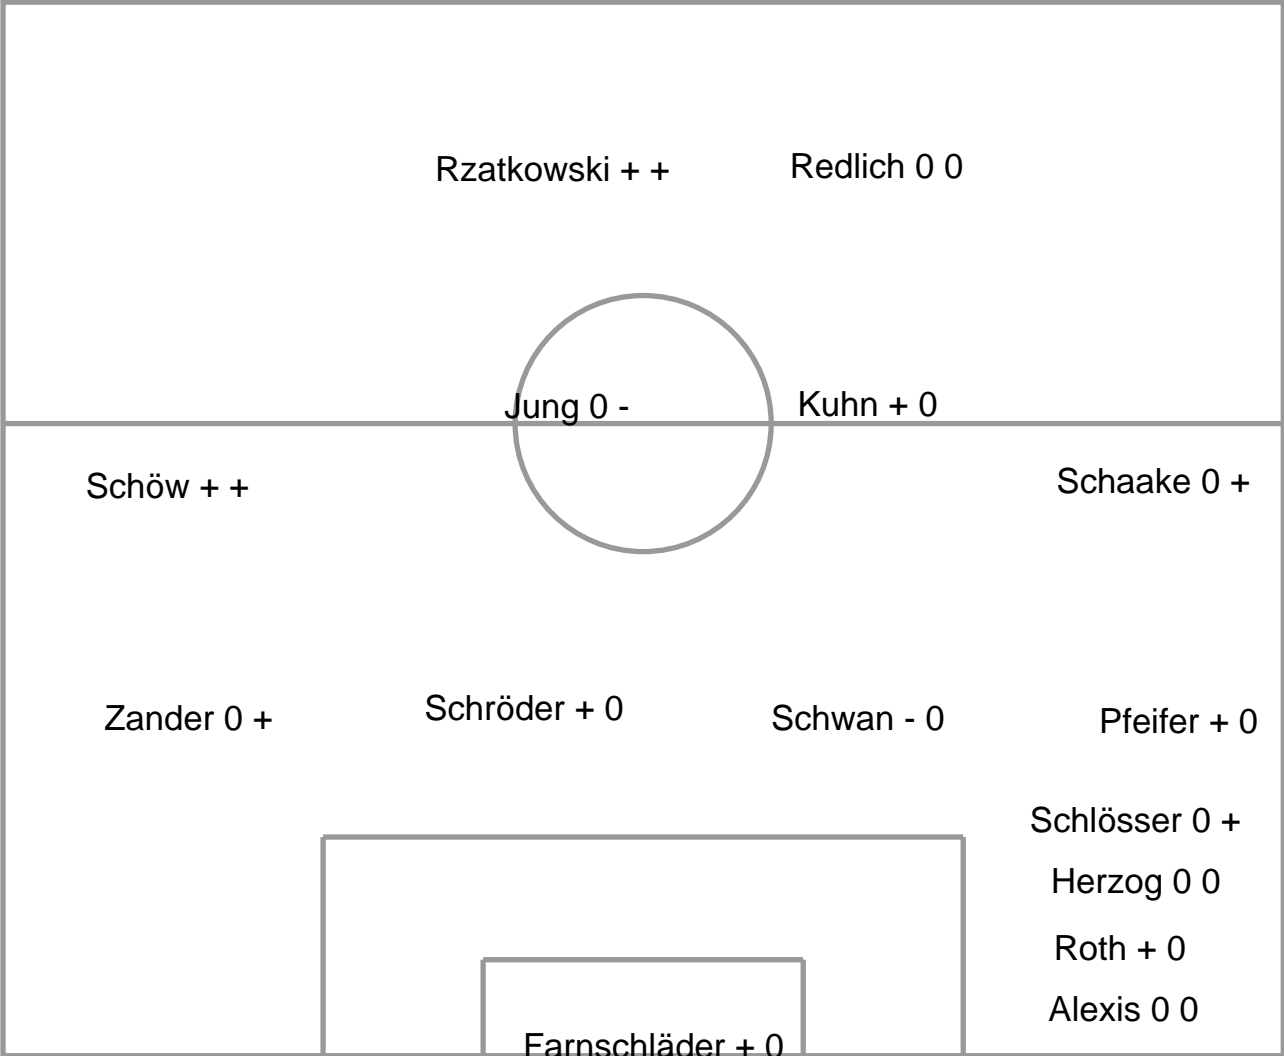 Rzatkowski + +
Redlich 0 0
Jung 0 -
Kuhn + 0
Schöw + +
Schaake 0 +
Zander 0 +
Schröder + 0
Schwan - 0
Pfeifer + 0
Schlösser 0 +
Herzog 0 0
Roth + 0
Alexis 0 0
Farnschläder + 0